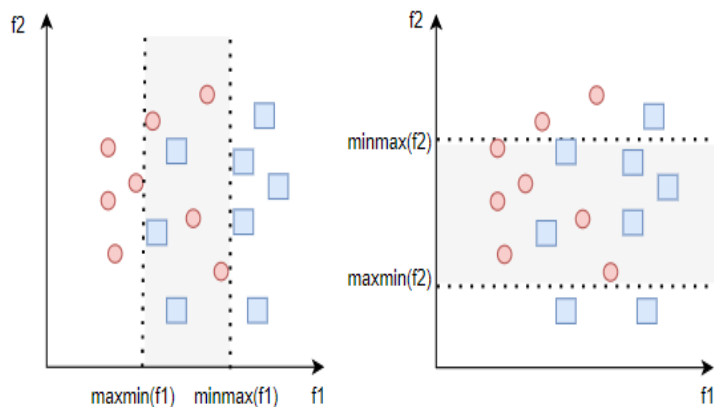 f2
maxmin(f1)
minmax(f1)
f1
f2
minmax(f2)
maxmin(f2)
f1